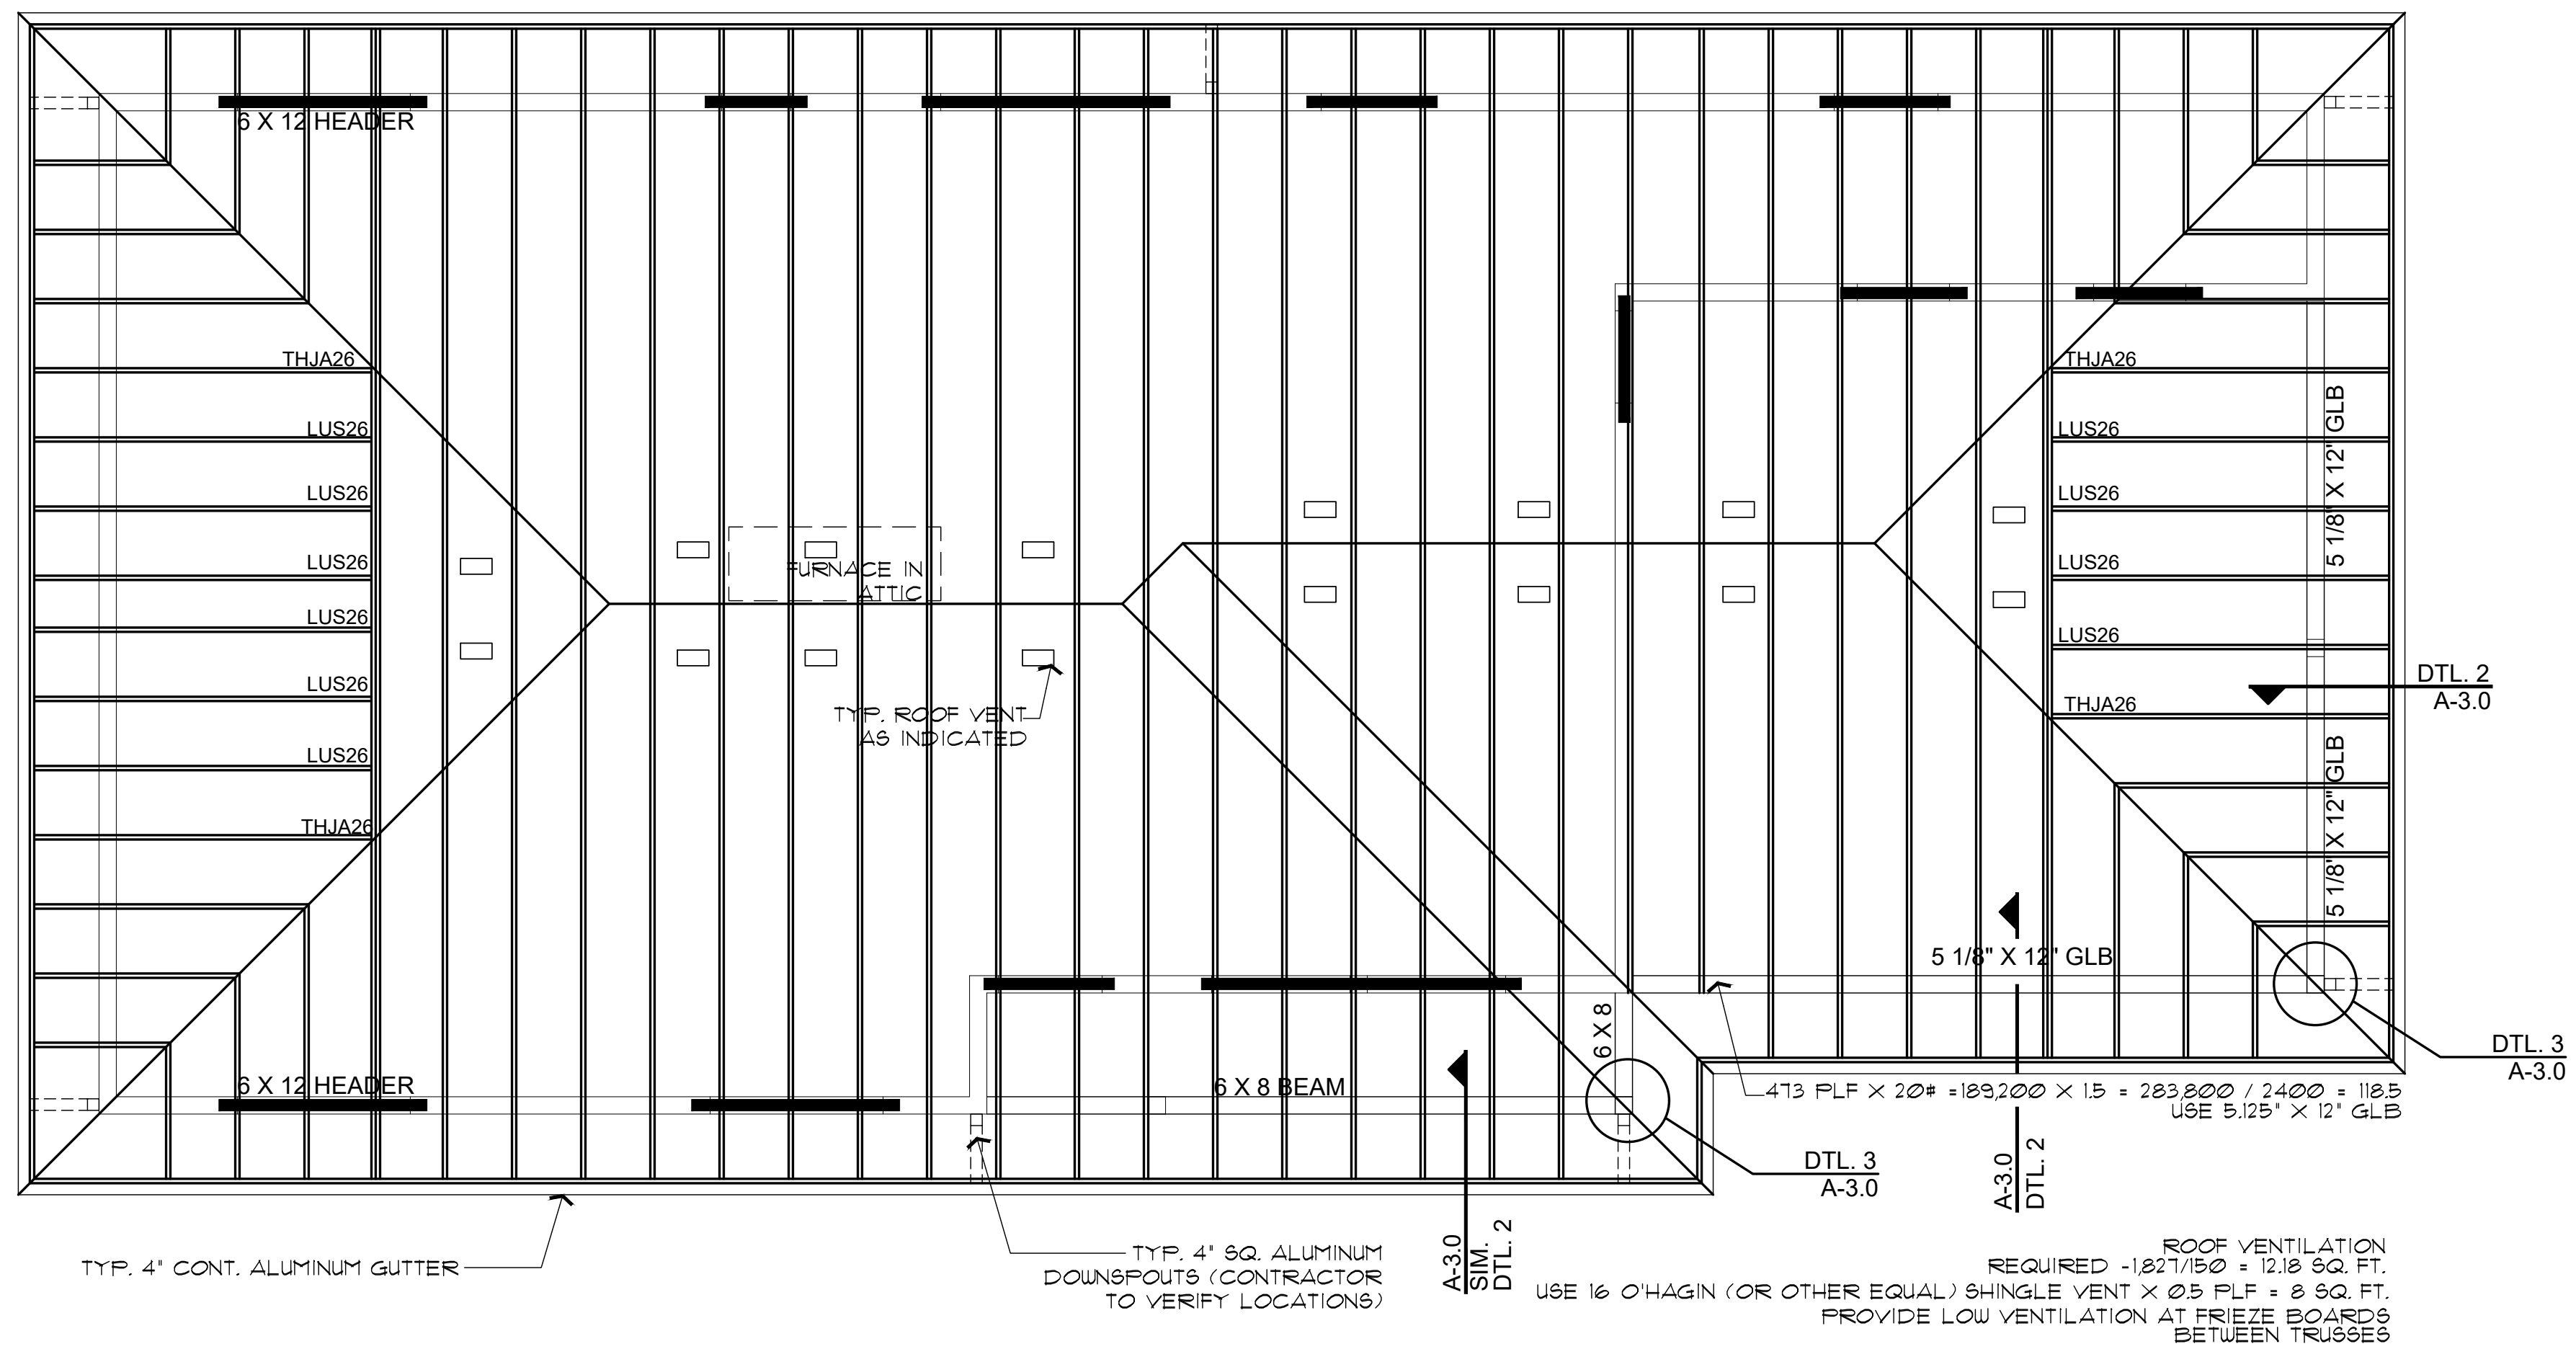 6 X 12 HEADER
THJA26
THJA26
LUS26
LUS26
LUS26
LUS26
LUS26
LUS26
LUS26
LUS26
LUS26
LUS26
THJA26
THJA26
5 1/8" X 12" GLB
5 1/8" X 12" GLB
FURNACE IN
ATTIC
TYP. ROOF VENT
AS INDICATED
DTL. 2
A-3.0
5 1/8" X 12" GLB
6 X 8
6 X 12 HEADER
6 X 8 BEAM
DTL. 3
A-3.0
473 PLF X 20# =189,200 X 1.5 = 283,800 / 2400 = 118.5
USE 5.125" X 12" GLB
DTL. 3
A-3.0
A-3.0
DTL. 2
A-3.0
SIM.
DTL. 2
TYP. 4" CONT. ALUMINUM GUTTER
TYP. 4" SQ. ALUMINUM
DOWNSPOUTS (CONTRACTOR
TO VERIFY LOCATIONS)
ROOF VENTILATION
REQUIRED -1,827/150 = 12.18 SQ. FT.
USE 16 O'HAGIN (OR OTHER EQUAL) SHINGLE VENT X 0.5 PLF = 8 SQ. FT.
PROVIDE LOW VENTILATION AT FRIEZE BOARDS
BETWEEN TRUSSES